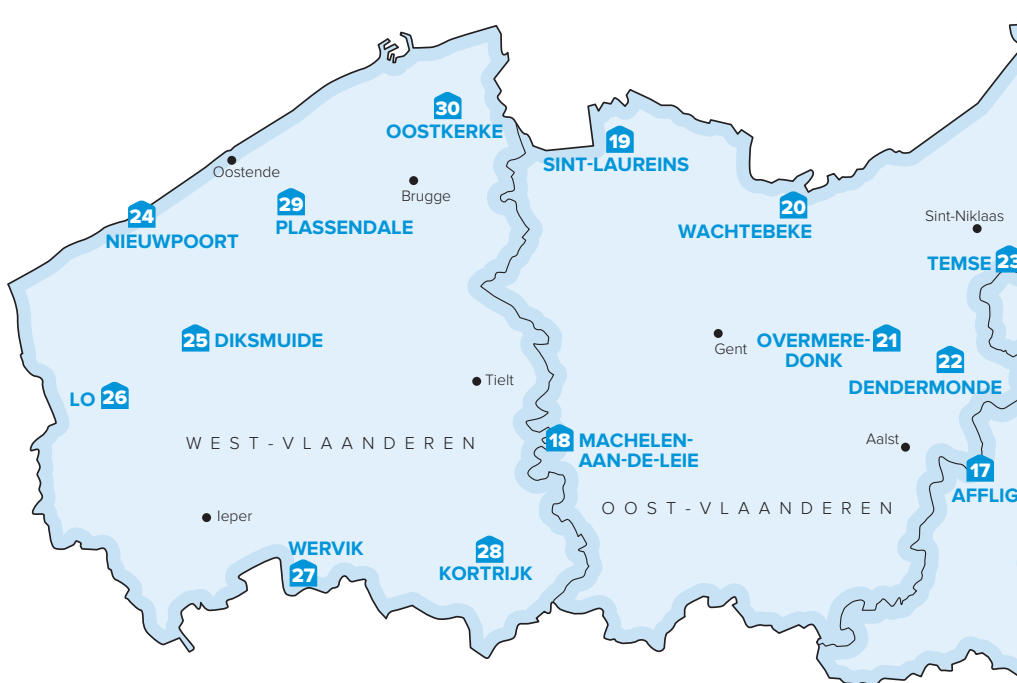 30
OOSTKERKE
19
SINT-LAUREINS
Oostende
Brugge
29
PLASSENDALE
24
NIEUWPOORT
20
WACHTEBEKE
Sint-Niklaas
TEMSE 23
25 DIKSMUIDE
Gent
OVERMERE- 21
DONK
22
DENDERMONDE
LO 26
Tielt
WEST-VLAANDEREN
18 MACHELEN-
AAN-DE-LEIE
Aalst
17
AFFLIG
OOST-VLAANDEREN
Ieper
WERVIK
27
28
KORTRIJK